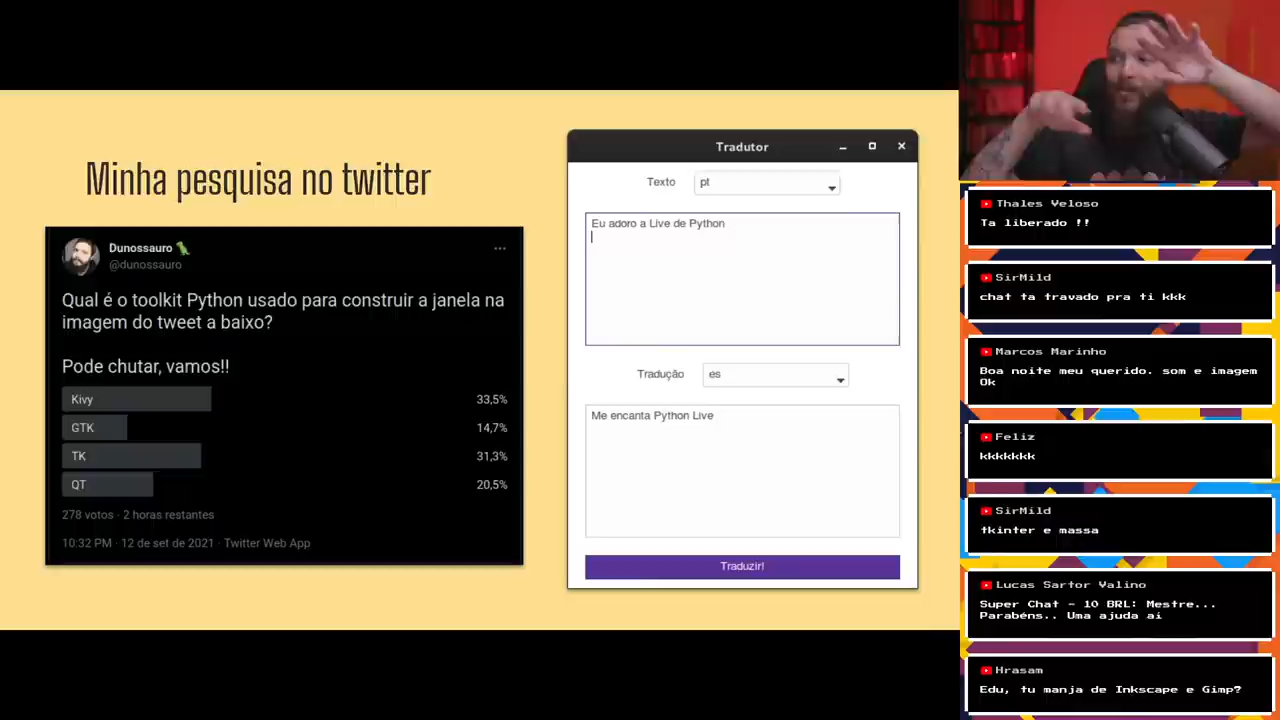 Minha pesquisa no twitter
Dunossauro
@dunossauro
Qual é o toolkit Python usado para construir a janela na
imagem do tweet a baixo?
Pode chutar, vamos!!
Kivy 33,5%
GTK 14,7%
TK 31,3%
QT 20,5%
278 votos · 2 horas restantes
10:32 PM · 12 de set de 2021 · Twitter Web App
Tradutor
Texto pt
Eu adoro a Live de Python
Tradução es
Me encanta Python Live
Traduzir!
Thales Veloso
Ta liberado !!
SirMild
chat ta travado pra ti kkk
Marcos Marinho
Boa noite meu querido. som e imagem
Ok
Feliz
kkkkkkk
SirMild
tkinter e massa
Lucas Sartor Valino
Super Chat - 10 BRL: Mestre...
Parabéns.. Uma ajuda aí
Hrasam
Edu, tu manja de Inkscape e Gimp?